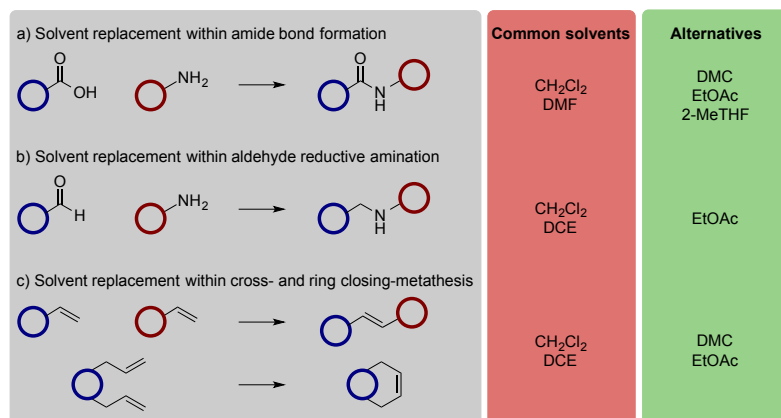 a) Solvent replacement within amide bond formation
Common solvents
Alternatives
O
OH
NH₂
O
N
H
CH₂Cl₂
DMF
DMC
EtOAc
2-MeTHF
b) Solvent replacement within aldehyde reductive amination
O
H
NH₂
N
H
CH₂Cl₂
DCE
EtOAc
c) Solvent replacement within cross- and ring closing-metathesis
CH₂Cl₂
DCE
DMC
EtOAc